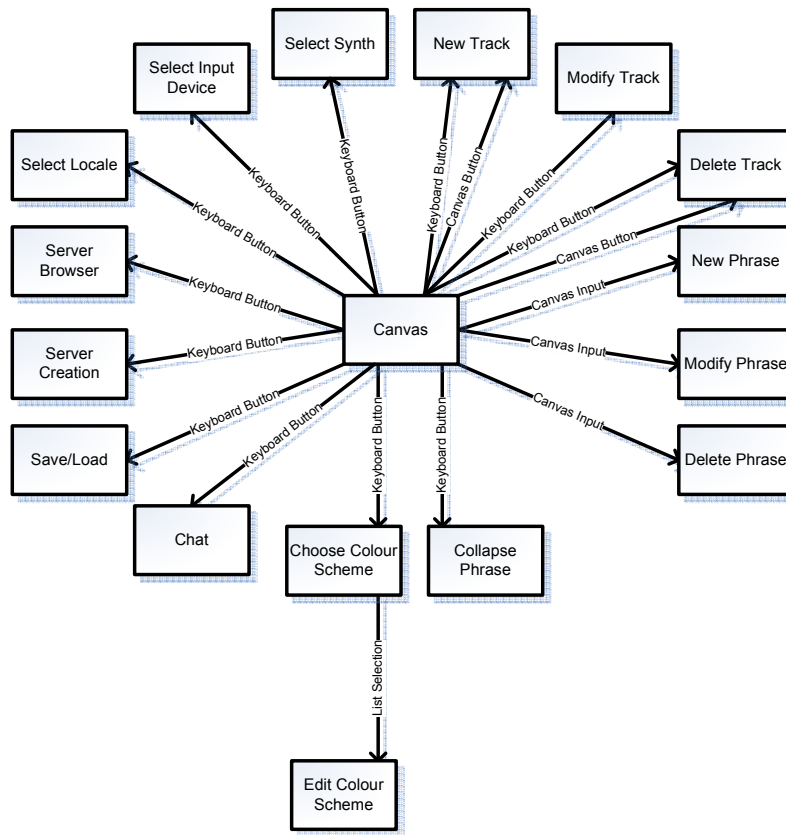 Select Synth
New Track
Select Input
Device
Modify Track
Select Locale
Delete Track
Server
Browser
New Phrase
Canvas
Server
Creation
Modify Phrase
Save/Load
Delete Phrase
Chat
Choose Colour
Scheme
Collapse
Phrase
Edit Colour
Scheme
Keyboard Button
Keyboard Button
Keyboard Button
Keyboard Button
Canvas Button
Keyboard Button
Keyboard Button
Canvas Button
Keyboard Button
Canvas Input
Keyboard Button
Canvas Input
Keyboard Button
Canvas Input
Keyboard Button
Keyboard Button
Keyboard Button
List Selection